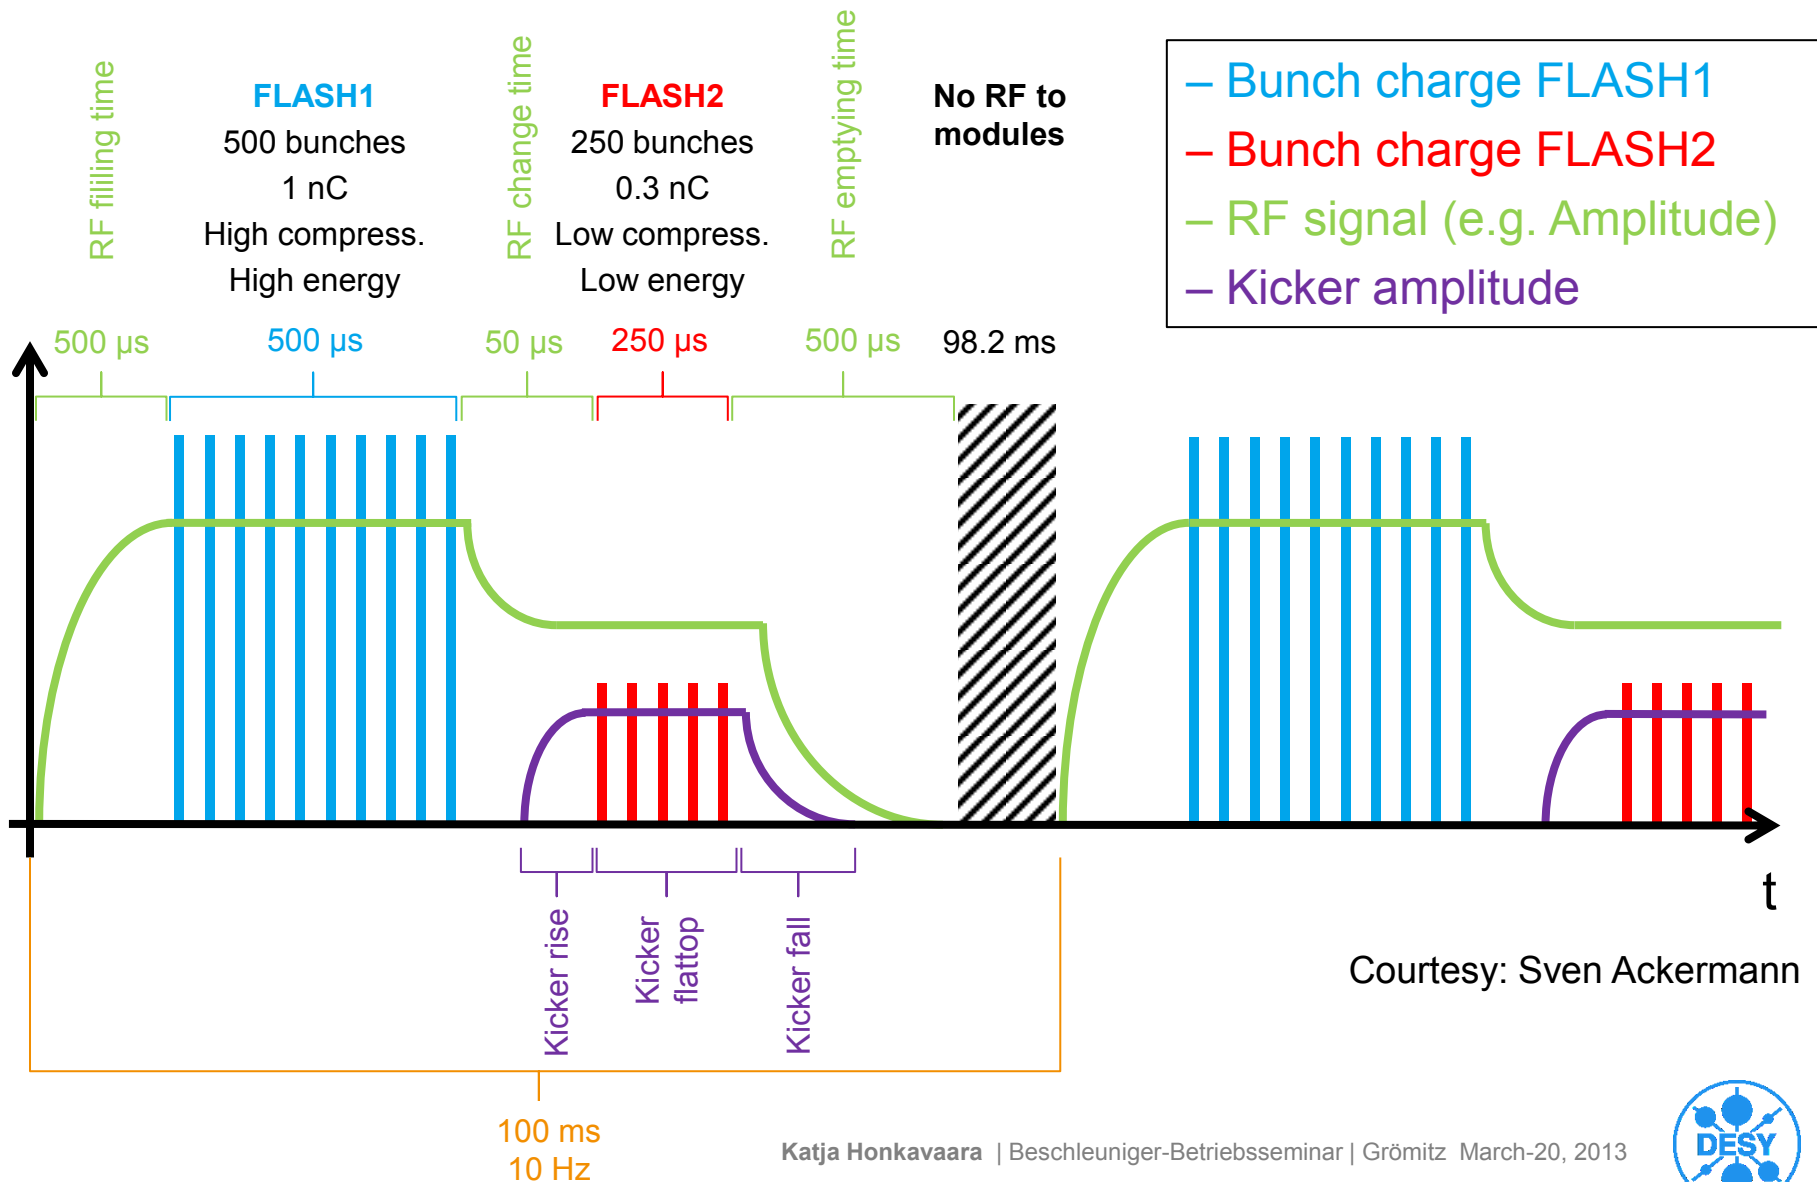 RF fililing time
FLASH1
500 bunches
1 nC
High compress.
High energy
RF change time
FLASH2
250 bunches
0.3 nC
Low compress.
Low energy
RF emptying time
No RF to
modules
– Bunch charge FLASH1
– Bunch charge FLASH2
– RF signal (e.g. Amplitude)
– Kicker amplitude
500 µs
500 µs
50 µs
250 µs
500 µs
98.2 ms
t
Kicker rise
Kicker
flattop
Kicker fall
Courtesy: Sven Ackermann
100 ms
10 Hz
Katja Honkavaara | Beschleuniger-Betriebsseminar | Grömitz March-20, 2013
DESY